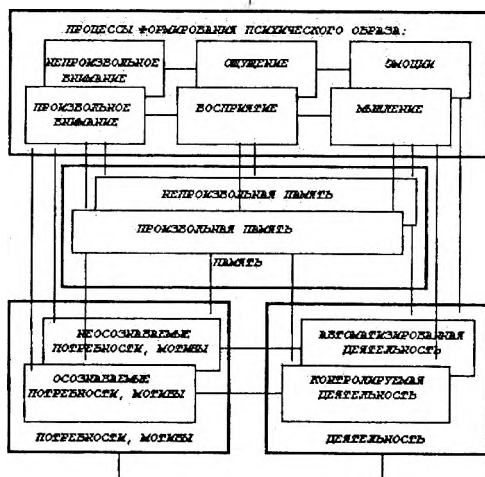 ПРОЦЕССЫ ФОРМИРОВАНИЯ ПСИХИЧЕСКОГО ОБРАЗА:
НЕПРОИЗВОЛЬНОЕ
ВНИМАНИЕ
ОЩУЩЕНИЕ
ЭМОЦИИ
ПРОИЗВОЛЬНОЕ
ВНИМАНИЕ
ВОСПРИЯТИЕ
МЫШЛЕНИЕ
НЕПРОИЗВОЛЬНАЯ ПАМЯТЬ
ПРОИЗВОЛЬНАЯ ПАМЯТЬ
ПАМЯТЬ
НЕОСОЗНАВАЕМЫЕ
ПОТРЕБНОСТИ, МОТИВЫ
АВТОМАТИЗИРОВАННАЯ
ДЕЯТЕЛЬНОСТЬ
ОСОЗНАВАЕМЫЕ
ПОТРЕБНОСТИ, МОТИВЫ
КОНТРОЛИРУЕМАЯ
ДЕЯТЕЛЬНОСТЬ
ПОТРЕБНОСТИ, МОТИВЫ
ДЕЯТЕЛЬНОСТЬ